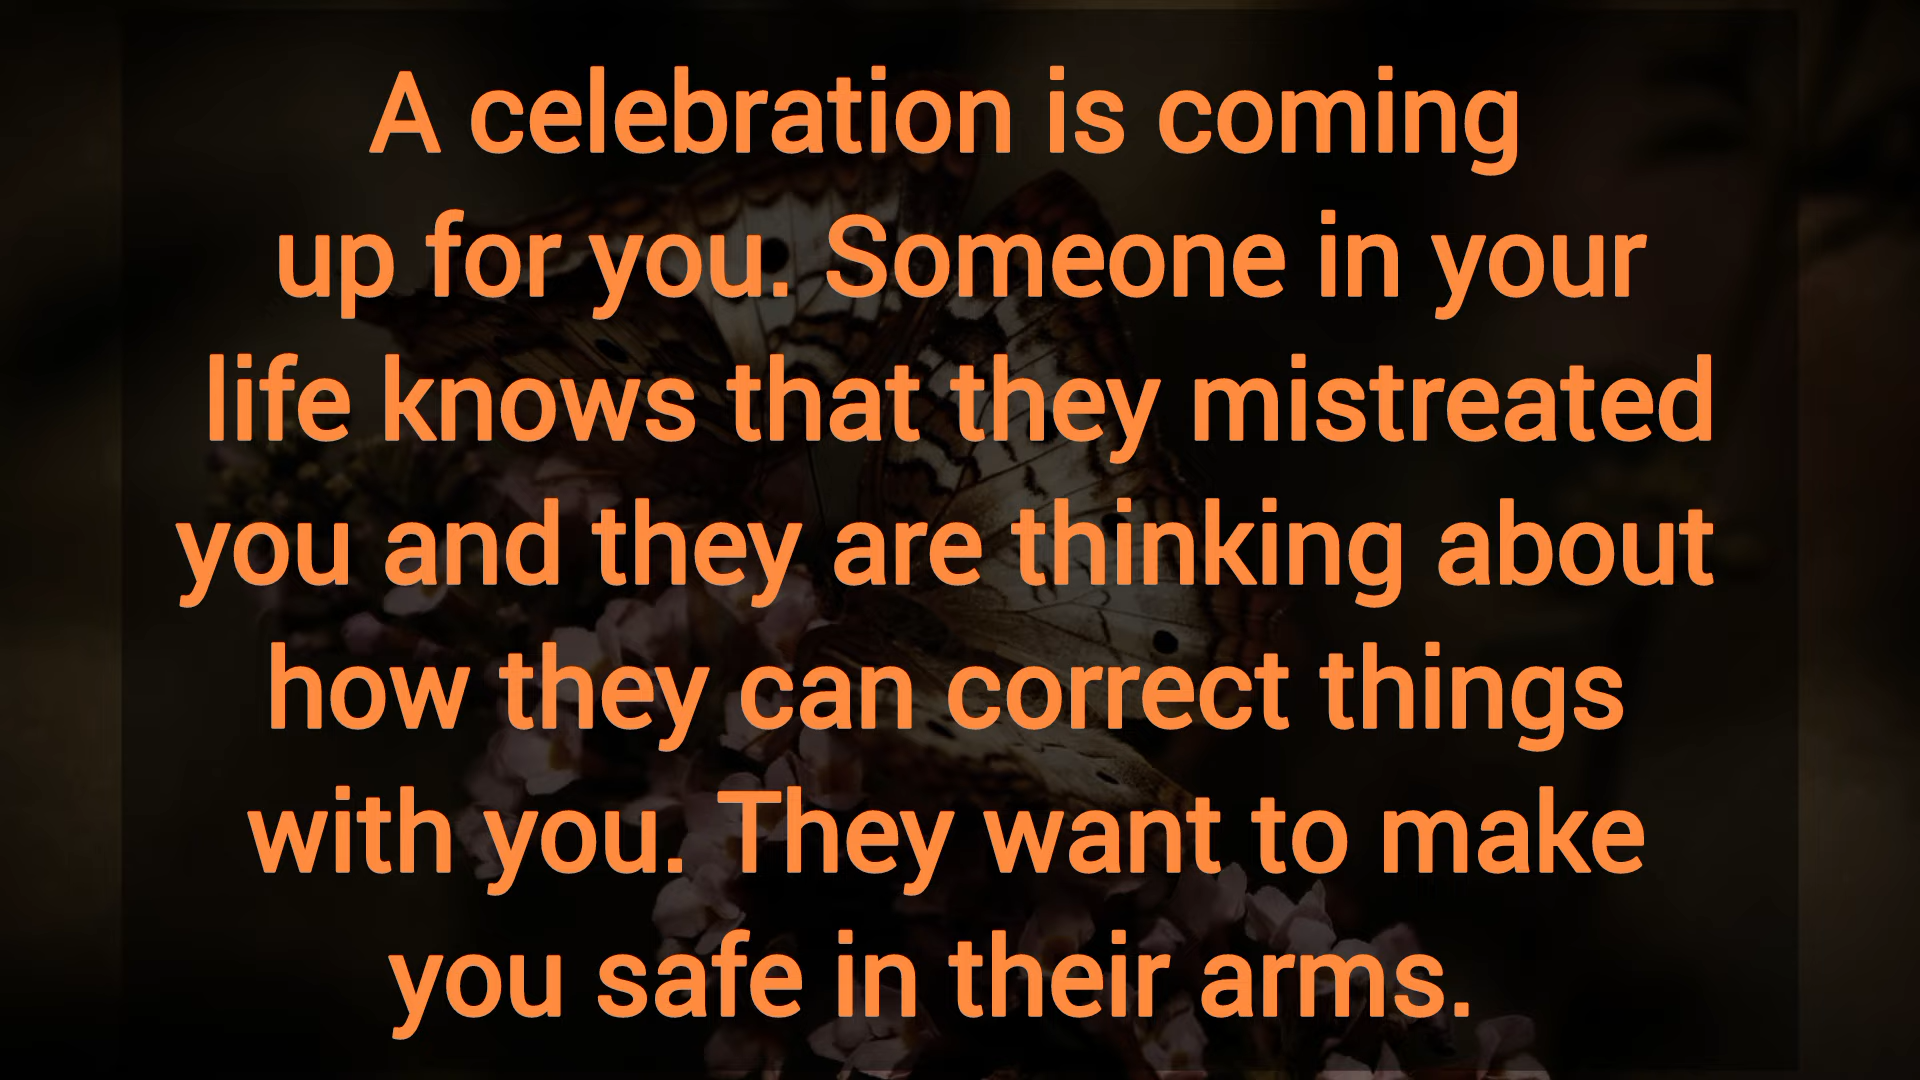 A celebration is coming
up for you. Someone in your
life knows that they mistreated
you and they are thinking about
how they can correct things
with you. They want to make
you safe in their arms.